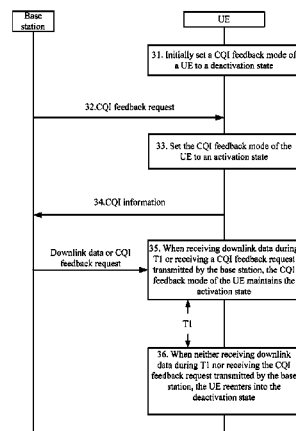 Base
station
UE
31. Initially set a CQI feedback mode of
a UE to a deactivation state
32.CQI feedback request
33. Set the CQI feedback mode of the
UE to an activation state
34.CQI information
Downlink data or CQI
feedback request
35. When receiving downlink data during
T1 or receiving a CQI feedback request
transmitted by the base station, the CQI
feedback mode of the UE maintains the
activation state
T1
36. When neither receiving downlink
data during T1 nor receiving the CQI
feedback request transmitted by the base
station, the UE reenters into the
deactivation state